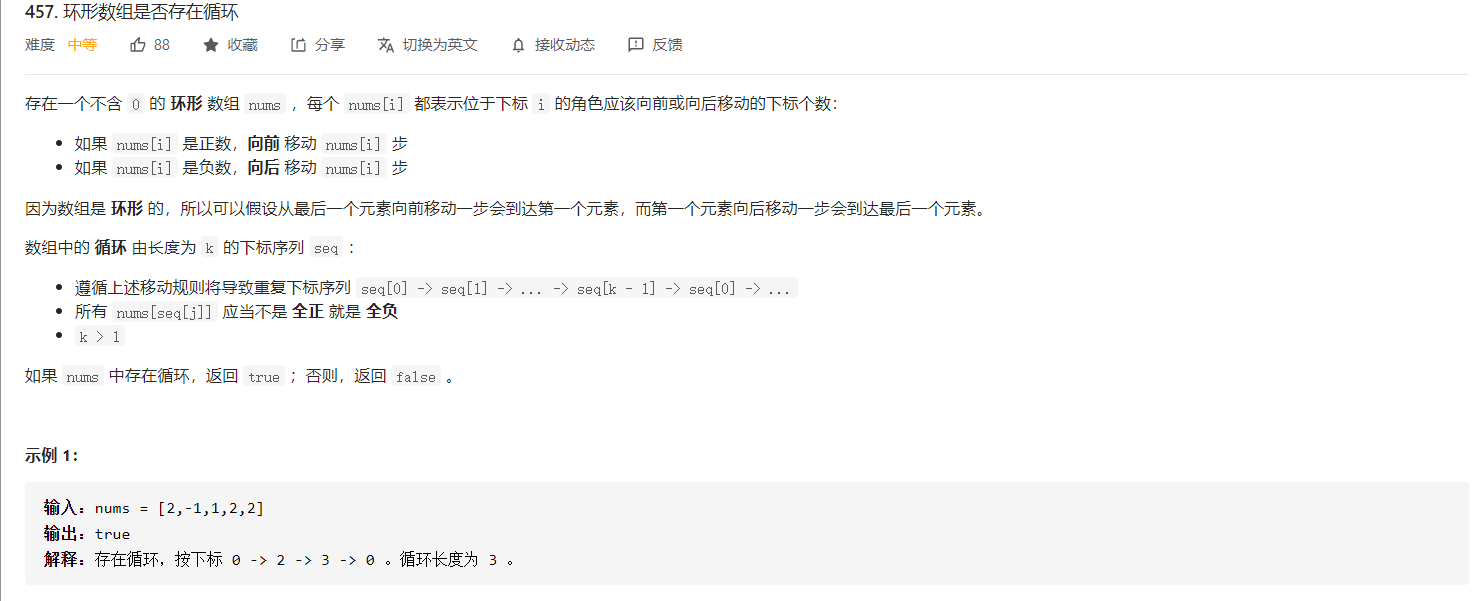 457. 环形数组是否存在循环
难度 中等 88 收藏 分享 切换为英文 接收动态 反馈
存在一个不含 0 的 环形 数组 nums ，每个 nums[i] 都表示位于下标 i 的角色应该向前或向后移动的下标个数：
如果 nums[i] 是正数，向前 移动 nums[i] 步
如果 nums[i] 是负数，向后 移动 nums[i] 步
因为数组是 环形 的，所以可以假设从最后一个元素向前移动一步会到达第一个元素，而第一个元素向后移动一步会到达最后一个元素。
数组中的 循环 由长度为 k 的下标序列 seq ：
遵循上述移动规则将导致重复下标序列 seq[0] -> seq[1] -> ... -> seq[k - 1] -> seq[0] -> ...
所有 nums[seq[j]] 应当不是 全正 就是 全负
k > 1
如果 nums 中存在循环，返回 true ；否则，返回 false 。
示例 1：
输入：nums = [2,-1,1,2,2]
输出：true
解释：存在循环，按下标 0 -> 2 -> 3 -> 0 。循环长度为 3 。